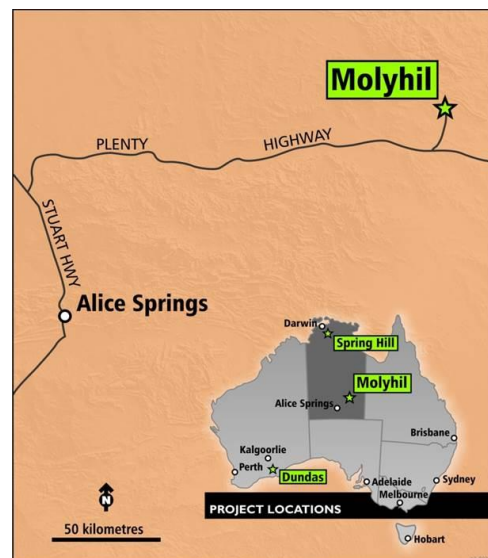 Molyhil
PLENTY
HIGHWAY
STUART HWY
Alice Springs
Darwin
Spring Hill
Molyhil
Alice Springs
Brisbane
Kalgoorlie
Perth
Dundas
Adelaide
Sydney
Melbourne
Hobart
PROJECT LOCATIONS
N
50 kilometres